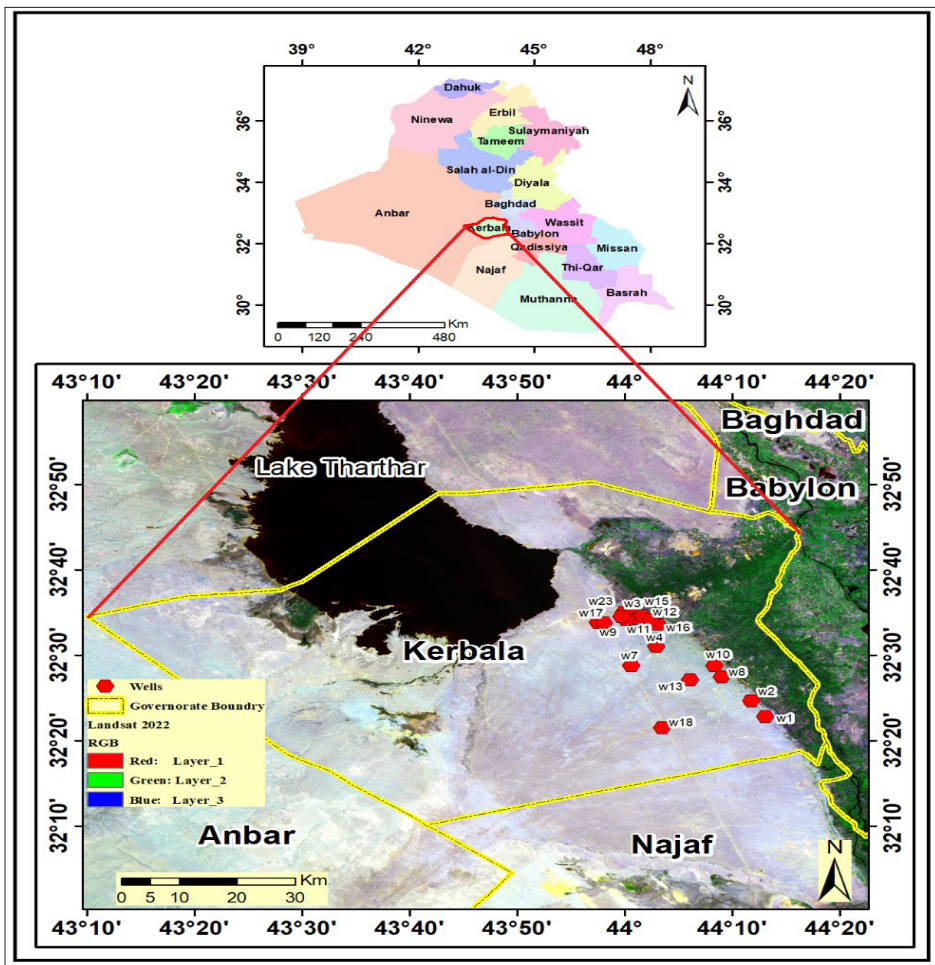 39° 42° 45° 48°
N
Dahuk
Ninewa Erbil
Sulaymaniyah
Tameem
Salah al-Din
Diyala
Baghdad
Anbar
Wassit
Kerbala Babylon
Qadissiya Missan
Najaf Thi-Qar
Basrah
Muthanna
36°
34°
32°
30°
Km
0 120 240 480
43°10' 43°20' 43°30' 43°40' 43°50' 44° 44°10' 44°20'
Baghdad
Lake Tharthar
Babylon
w23 w3 w15
w17 w12
w9 w11 w16
w4
Kerbala
w7 w10
w13 w8
w2
w18 w1
Wells
Governorate Boundry
Landsat 2022
RGB
Red: Layer_1
Green: Layer_2
Blue: Layer_3
Anbar
Najaf
N
Km
0 5 10 20 30
32°50'
32°40'
32°30'
32°20'
32°10'
32°50'
32°40'
32°30'
32°20'
32°10'
43°10' 43°20' 43°30' 43°40' 43°50' 44° 44°10' 44°20'